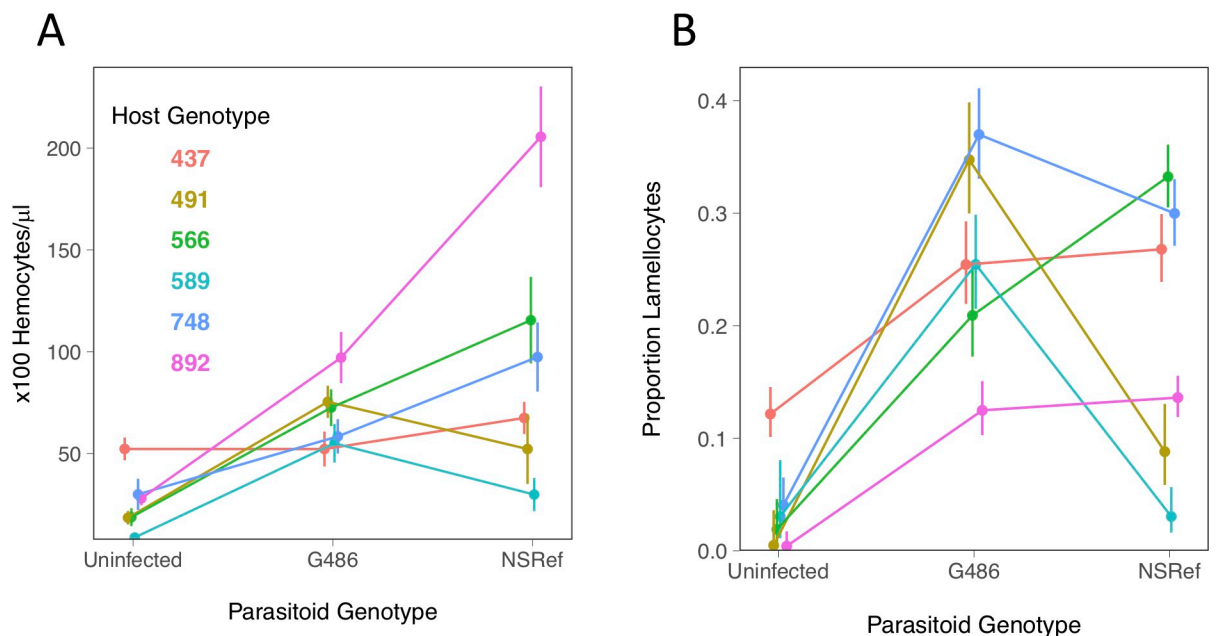 A
x100 Hemocytes/µl
200
150
100
50
Host Genotype
437
491
566
589
748
892
Uninfected
G486
NSRef
Parasitoid Genotype
B
Proportion Lamellocytes
0.4
0.3
0.2
0.1
0.0
Uninfected
G486
NSRef
Parasitoid Genotype